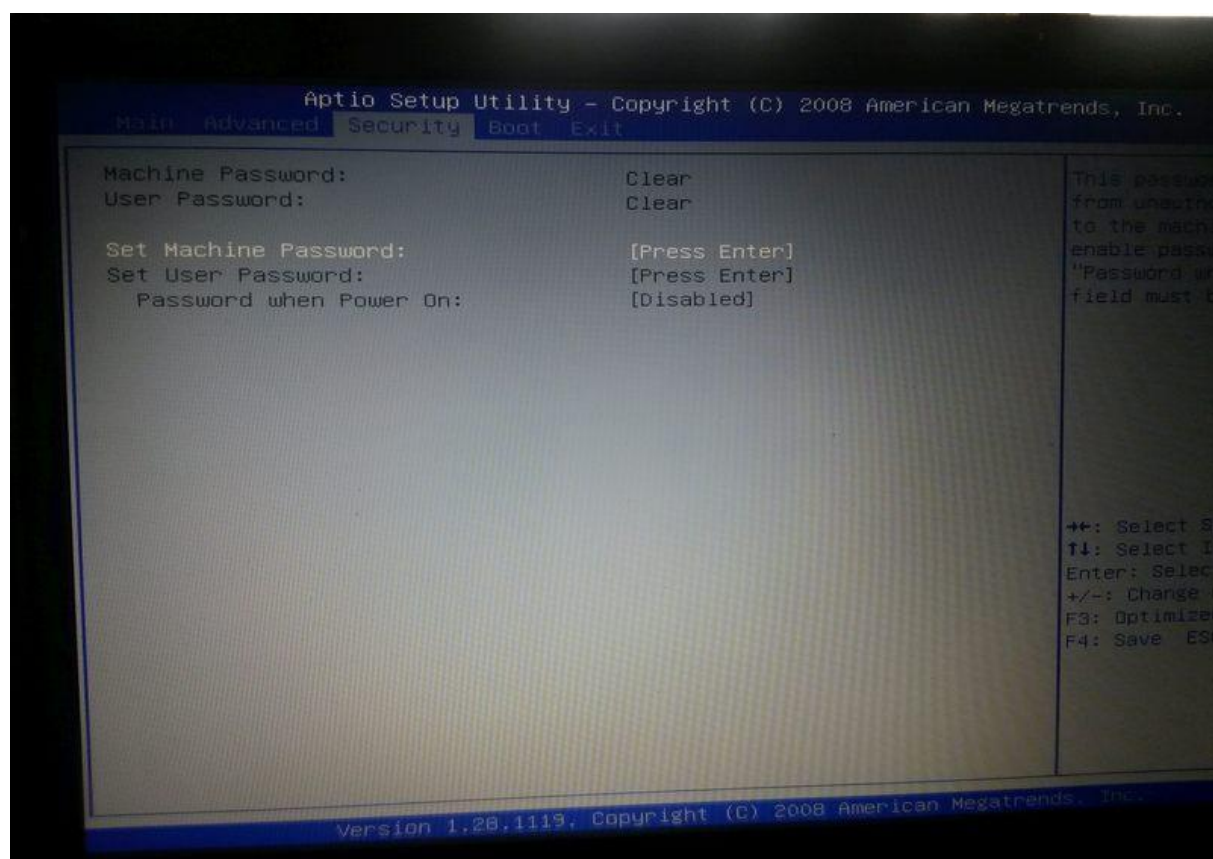 Aptio Setup Utility - Copyright (C) 2008 American Megatrends, Inc.
Main Advanced Security Boot Exit
Machine Password: Clear
User Password: Clear
Set Machine Password: [Press Enter]
Set User Password: [Press Enter]
Password when Power On: [Disabled]
This
from
to the
enable
"Password
field must
→←: Select
↑↓: Select
Enter:
+/-: Change
F3:
F4: Save
Version 1.28.1119. Copyright (C) 2008 American Megatrends, Inc.